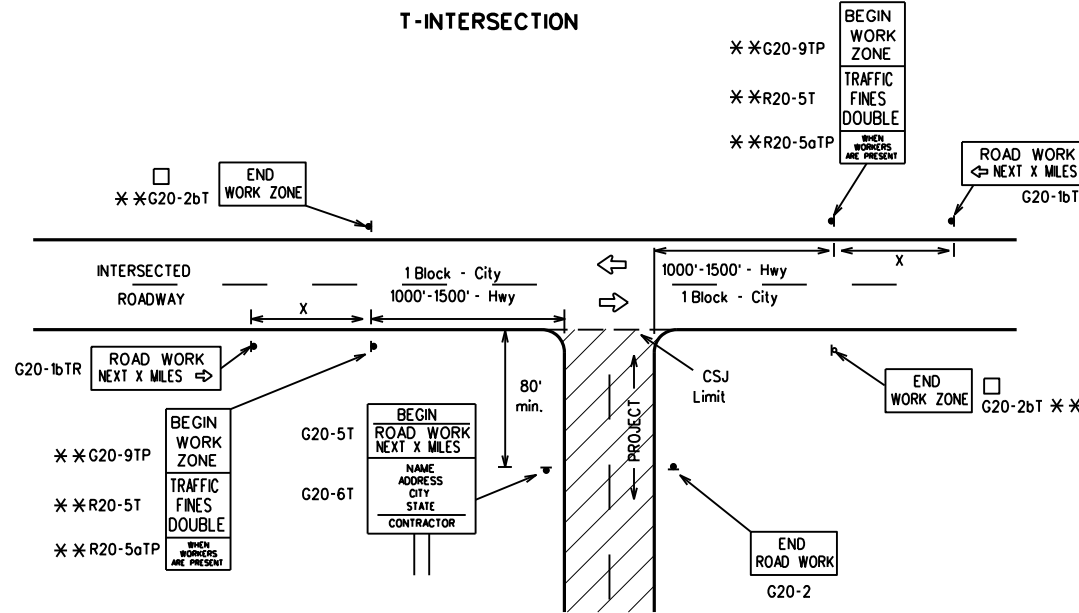 T-INTERSECTION
BEGIN
WORK
ZONE
TRAFFIC
FINES
DOUBLE
WHEN
WORKERS
ARE PRESENT
✳ ✳G20-9TP
✳ ✳R20-5T
✳ ✳R20-5aTP
ROAD WORK
⇦ NEXT X MILES
G20-1bT
□
✳ ✳G20-2bT
END
WORK ZONE
INTERSECTED
ROADWAY
1 Block - City
1000'-1500' - Hwy
X
1000'-1500' - Hwy
1 Block - City
X
G20-1bTR
ROAD WORK
NEXT X MILES ⇨
80'
min.
CSJ
Limit
PROJECT
END
WORK ZONE
□
G20-2bT ✳ ✳
BEGIN
WORK
ZONE
TRAFFIC
FINES
DOUBLE
WHEN
WORKERS
ARE PRESENT
✳ ✳G20-9TP
✳ ✳R20-5T
✳ ✳R20-5aTP
G20-5T
G20-6T
BEGIN
ROAD WORK
NEXT X MILES
NAME
ADDRESS
CITY
STATE
CONTRACTOR
END
ROAD WORK
G20-2